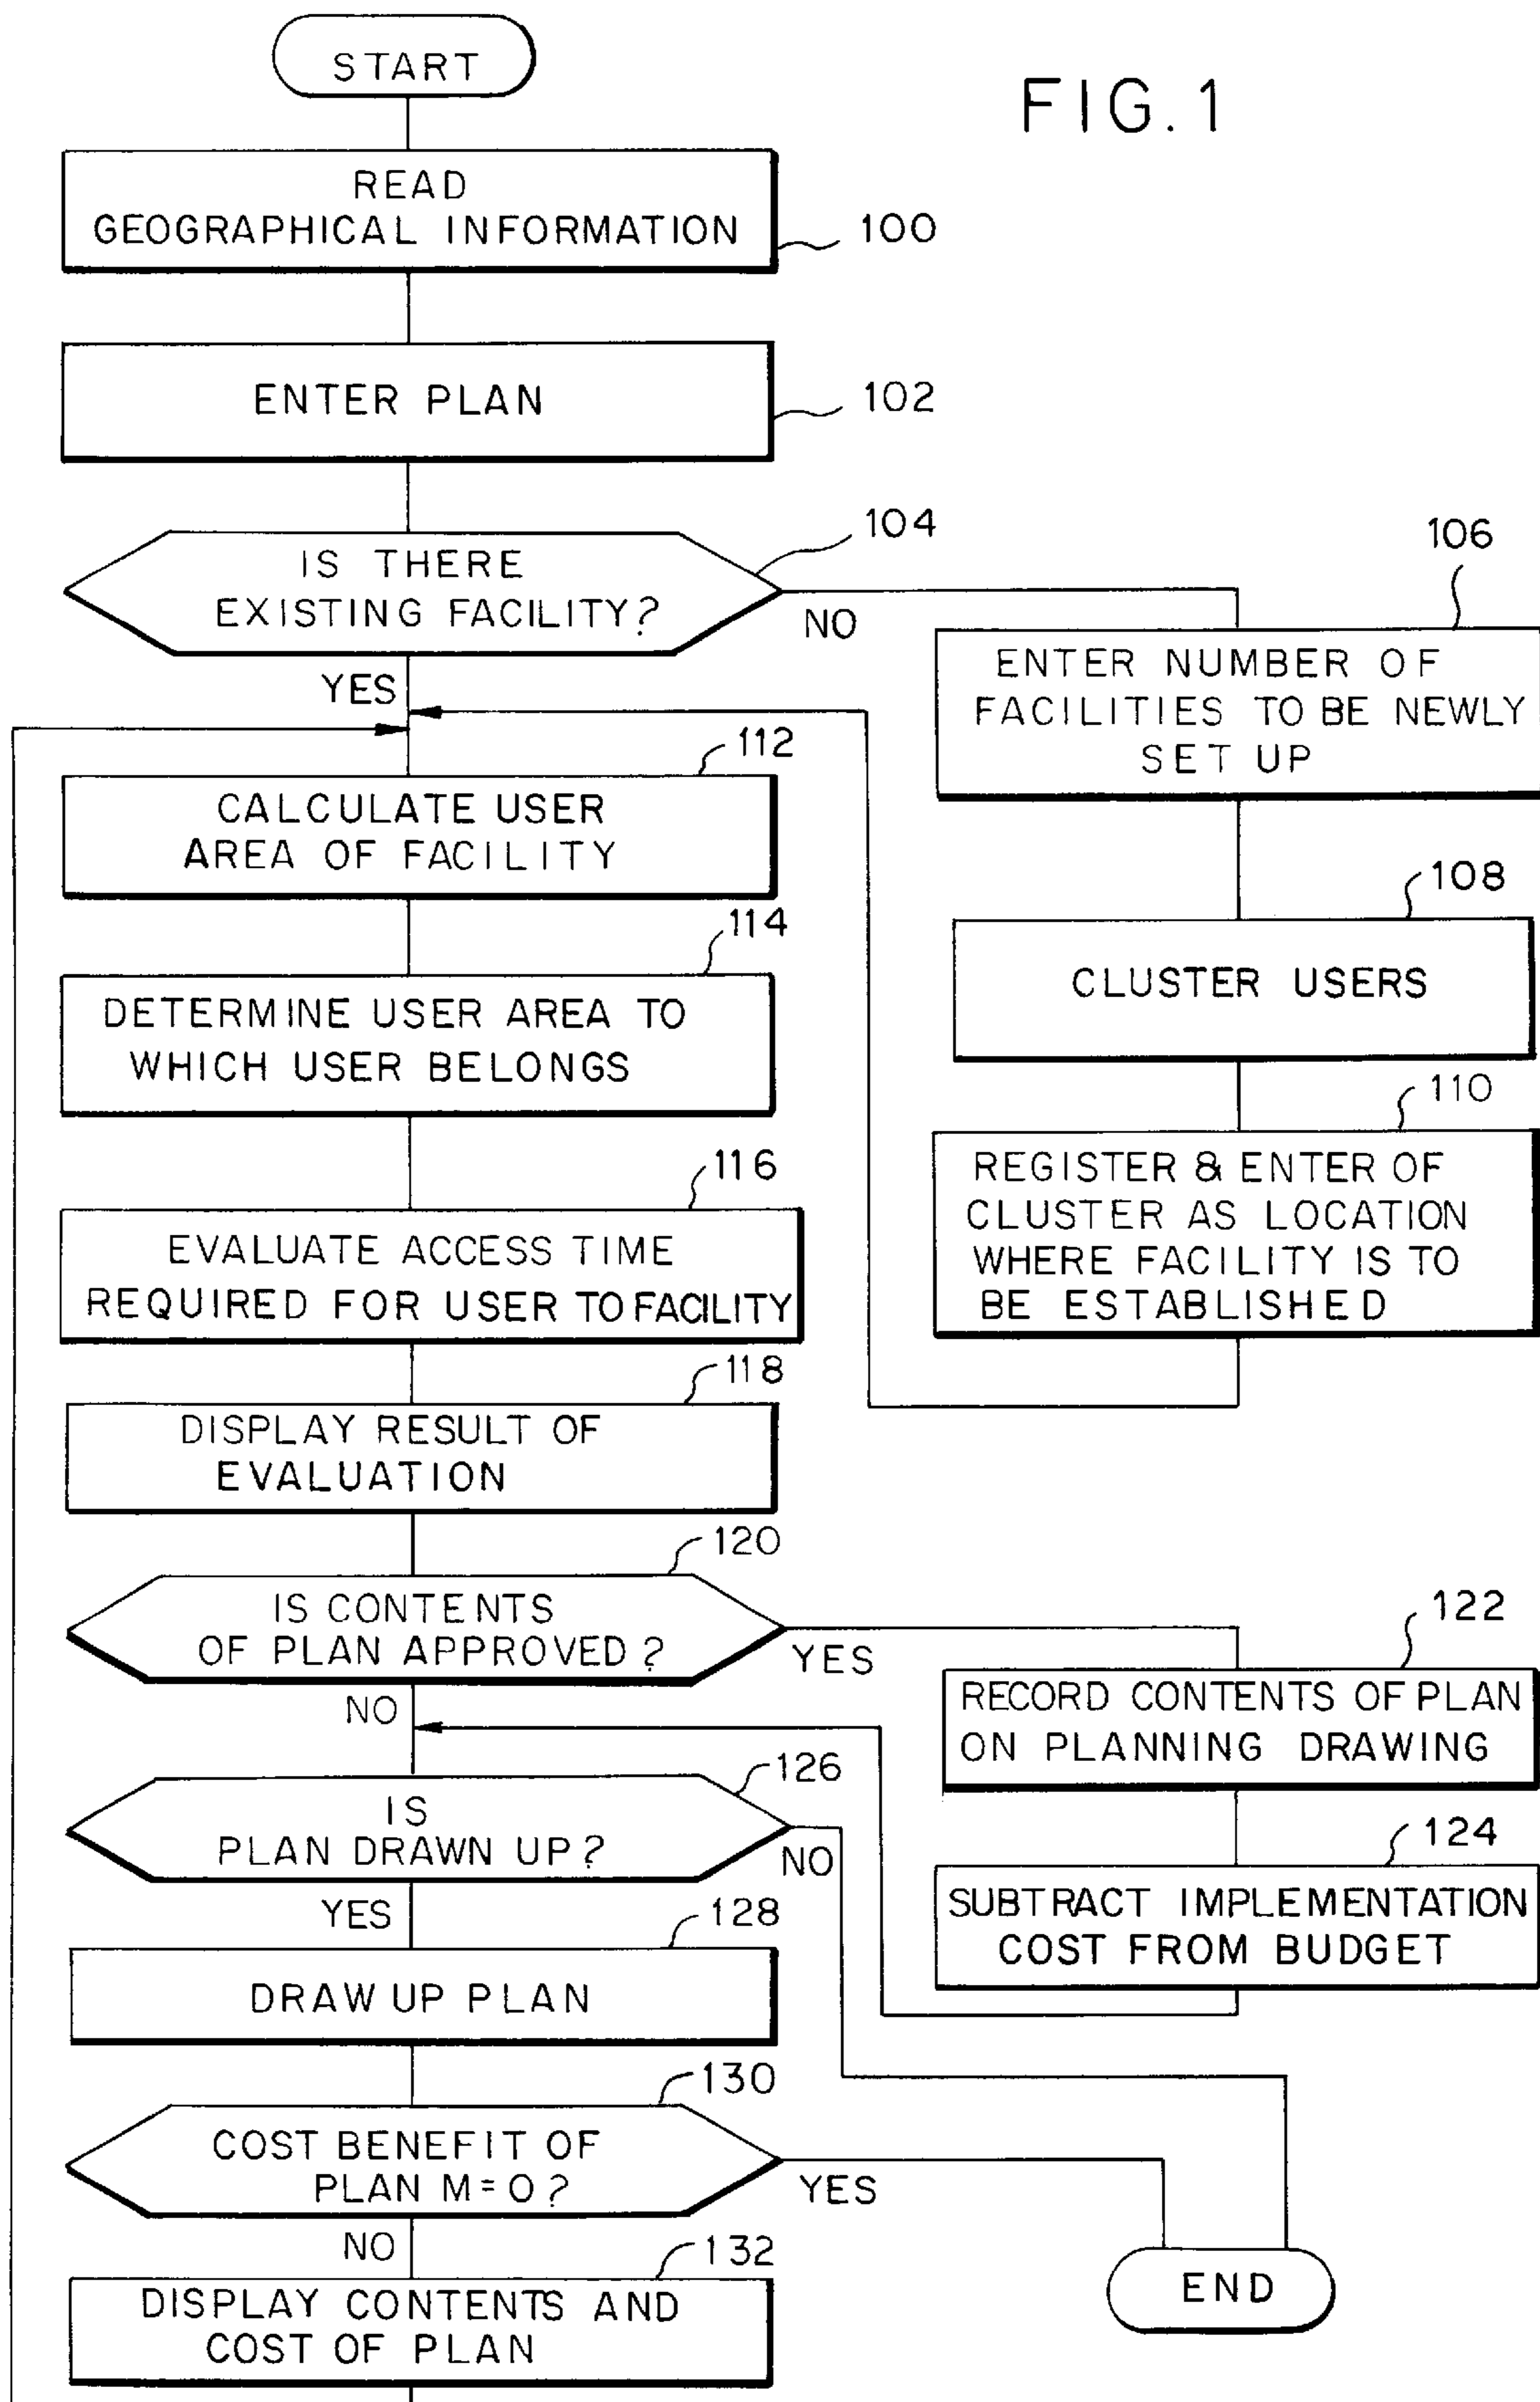 START
FIG. 1
READ
GEOGRAPHICAL INFORMATION
100
ENTER PLAN
102
104
IS THERE
EXISTING FACILITY?
NO
YES
106
ENTER NUMBER OF
FACILITIES TO BE NEWLY
SET UP
108
CLUSTER USERS
110
REGISTER & ENTER OF
CLUSTER AS LOCATION
WHERE FACILITY IS TO
BE ESTABLISHED
112
CALCULATE USER
AREA OF FACILITY
114
DETERMINE USER AREA TO
WHICH USER BELONGS
116
EVALUATE ACCESS TIME
REQUIRED FOR USER TO FACILITY
118
DISPLAY RESULT OF
EVALUATION
120
IS CONTENTS
OF PLAN APPROVED?
YES
NO
122
RECORD CONTENTS OF PLAN
ON PLANNING DRAWING
124
SUBTRACT IMPLEMENTATION
COST FROM BUDGET
126
IS
PLAN DRAWN UP?
NO
YES
128
DRAW UP PLAN
130
COST BENEFIT OF
PLAN M=0?
YES
NO
132
DISPLAY CONTENTS AND
COST OF PLAN
END